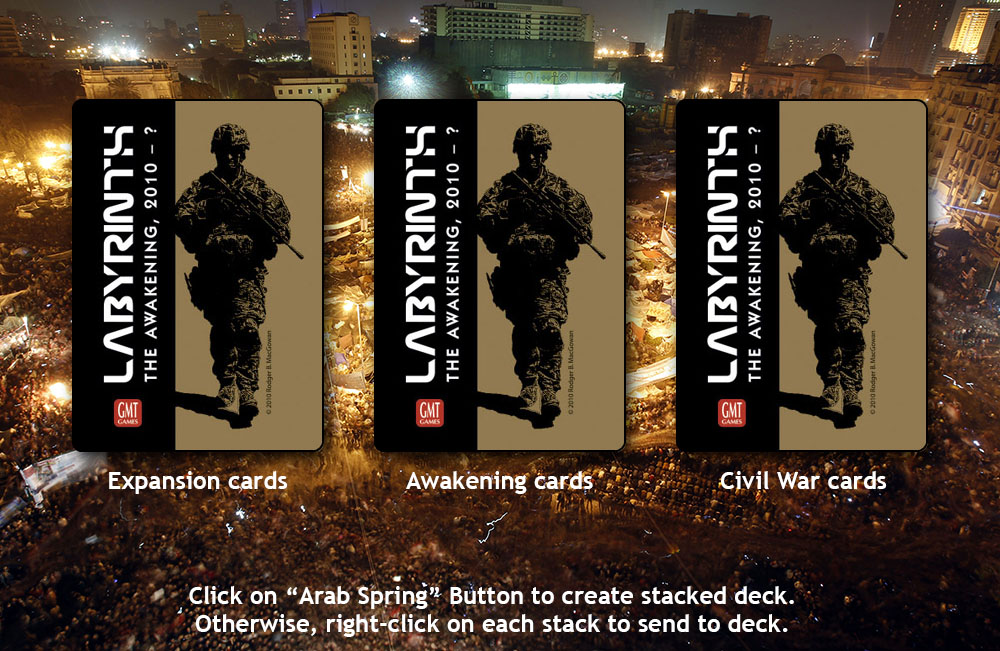 LABYRINTH
THE AWAKENING, 2010 – ?
© 2010 Rodger B. MacGowan
GMT
GAMES
LABYRINTH
THE AWAKENING, 2010 – ?
© 2010 Rodger B. MacGowan
GMT
GAMES
LABYRINTH
THE AWAKENING, 2010 – ?
© 2010 Rodger B. MacGowan
GMT
GAMES
Expansion cards
Awakening cards
Civil War cards
Click on “Arab Spring” Button to create stacked deck.
Otherwise, right-click on each stack to send to deck.